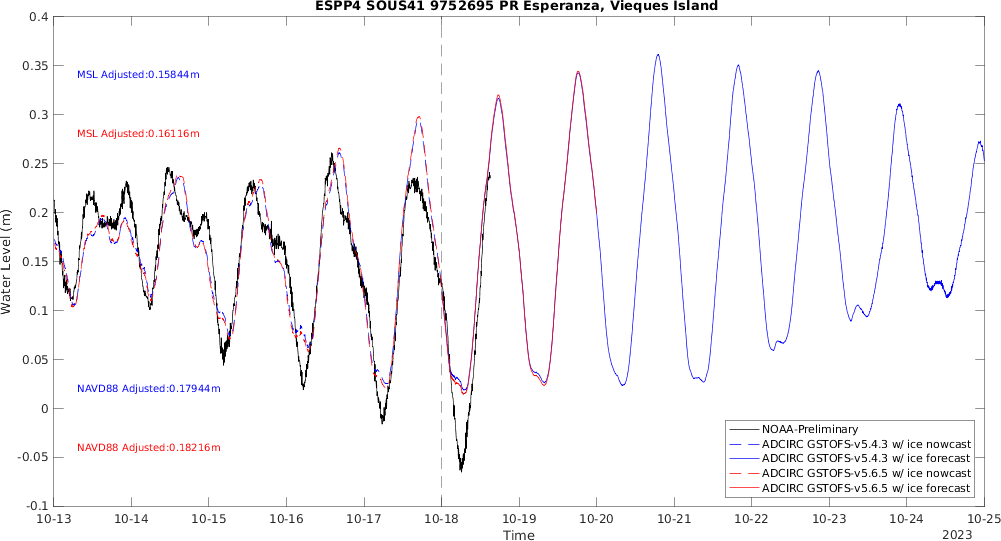 ESPP4 SOUS41 9752695 PR Esperanza, Vieques Island
0.4
0.35
0.3
0.25
0.2
0.15
0.1
0.05
0
-0.05
-0.1
Water Level (m)
MSL Adjusted:0.15844m
MSL Adjusted:0.16116m
NAVD88 Adjusted:0.17944m
NAVD88 Adjusted:0.18216m
NOAA-Preliminary
ADCIRC GSTOFS-v5.4.3 w/ ice nowcast
ADCIRC GSTOFS-v5.4.3 w/ ice forecast
ADCIRC GSTOFS-v5.6.5 w/ ice nowcast
ADCIRC GSTOFS-v5.6.5 w/ ice forecast
10-13 10-14 10-15 10-16 10-17 10-18 10-19 10-20 10-21 10-22 10-23 10-24 10-25
Time
2023